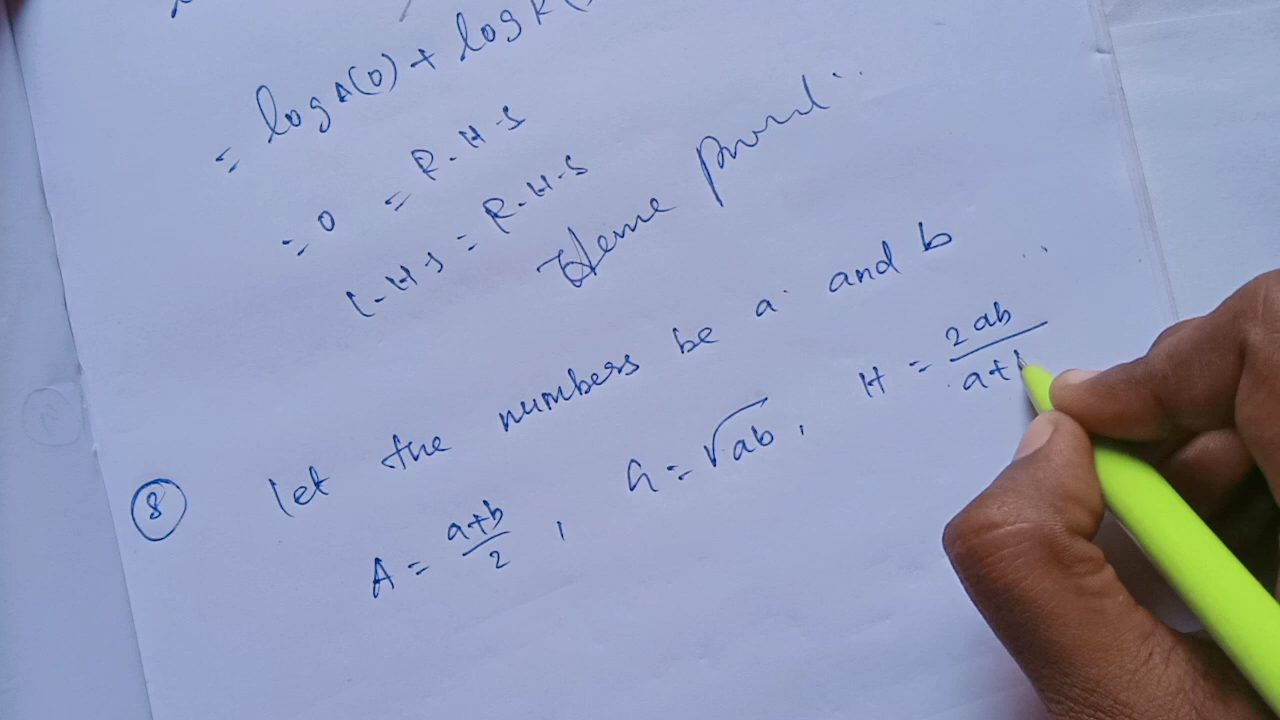 = log A(0) + log R(
= 0 = R.H.S
L.H.S = R.H.S
Hence proved.
8 Let the numbers be a and b
A = a+b/2, G = √ab, H = 2ab/a+